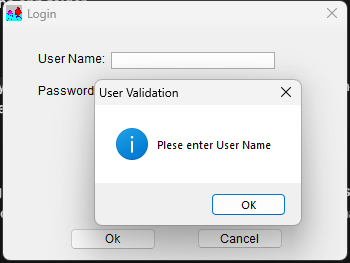 Login
User Name:
Password
User Validation
Plese enter User Name
OK
Ok
Cancel